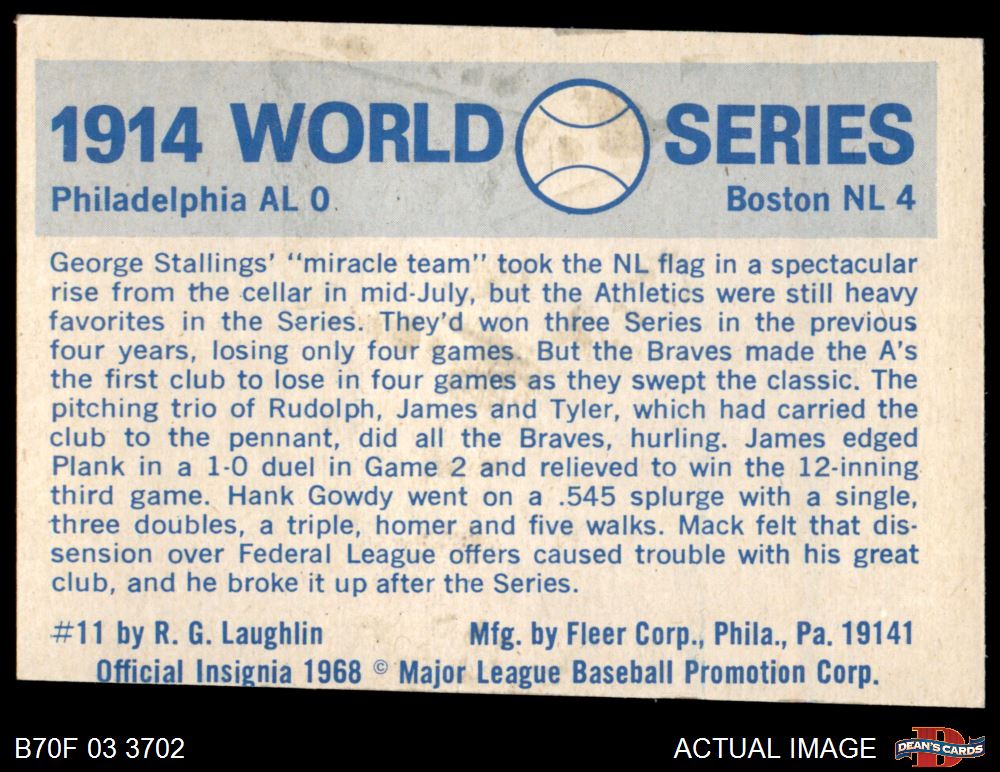 1914 WORLD SERIES
Philadelphia AL 0 Boston NL 4
George Stallings' "miracle team" took the NL flag in a spectacular
rise from the cellar in mid-July, but the Athletics were still heavy
favorites in the Series. They'd won three Series in the previous
four years, losing only four games. But the Braves made the A's
the first club to lose in four games as they swept the classic. The
pitching trio of Rudolph, James and Tyler, which had carried the
club to the pennant, did all the Braves, hurling. James edged
Plank in a 1-0 duel in Game 2 and relieved to win the 12-inning
third game. Hank Gowdy went on a .545 splurge with a single,
three doubles, a triple, homer and five walks. Mack felt that dis-
sension over Federal League offers caused trouble with his great
club, and he broke it up after the Series.
#11 by R. G. Laughlin Mfg. by Fleer Corp., Phila., Pa. 19141
Official Insignia 1968 © Major League Baseball Promotion Corp.
B70F 03 3702 ACTUAL IMAGE DEAN'S CARDS